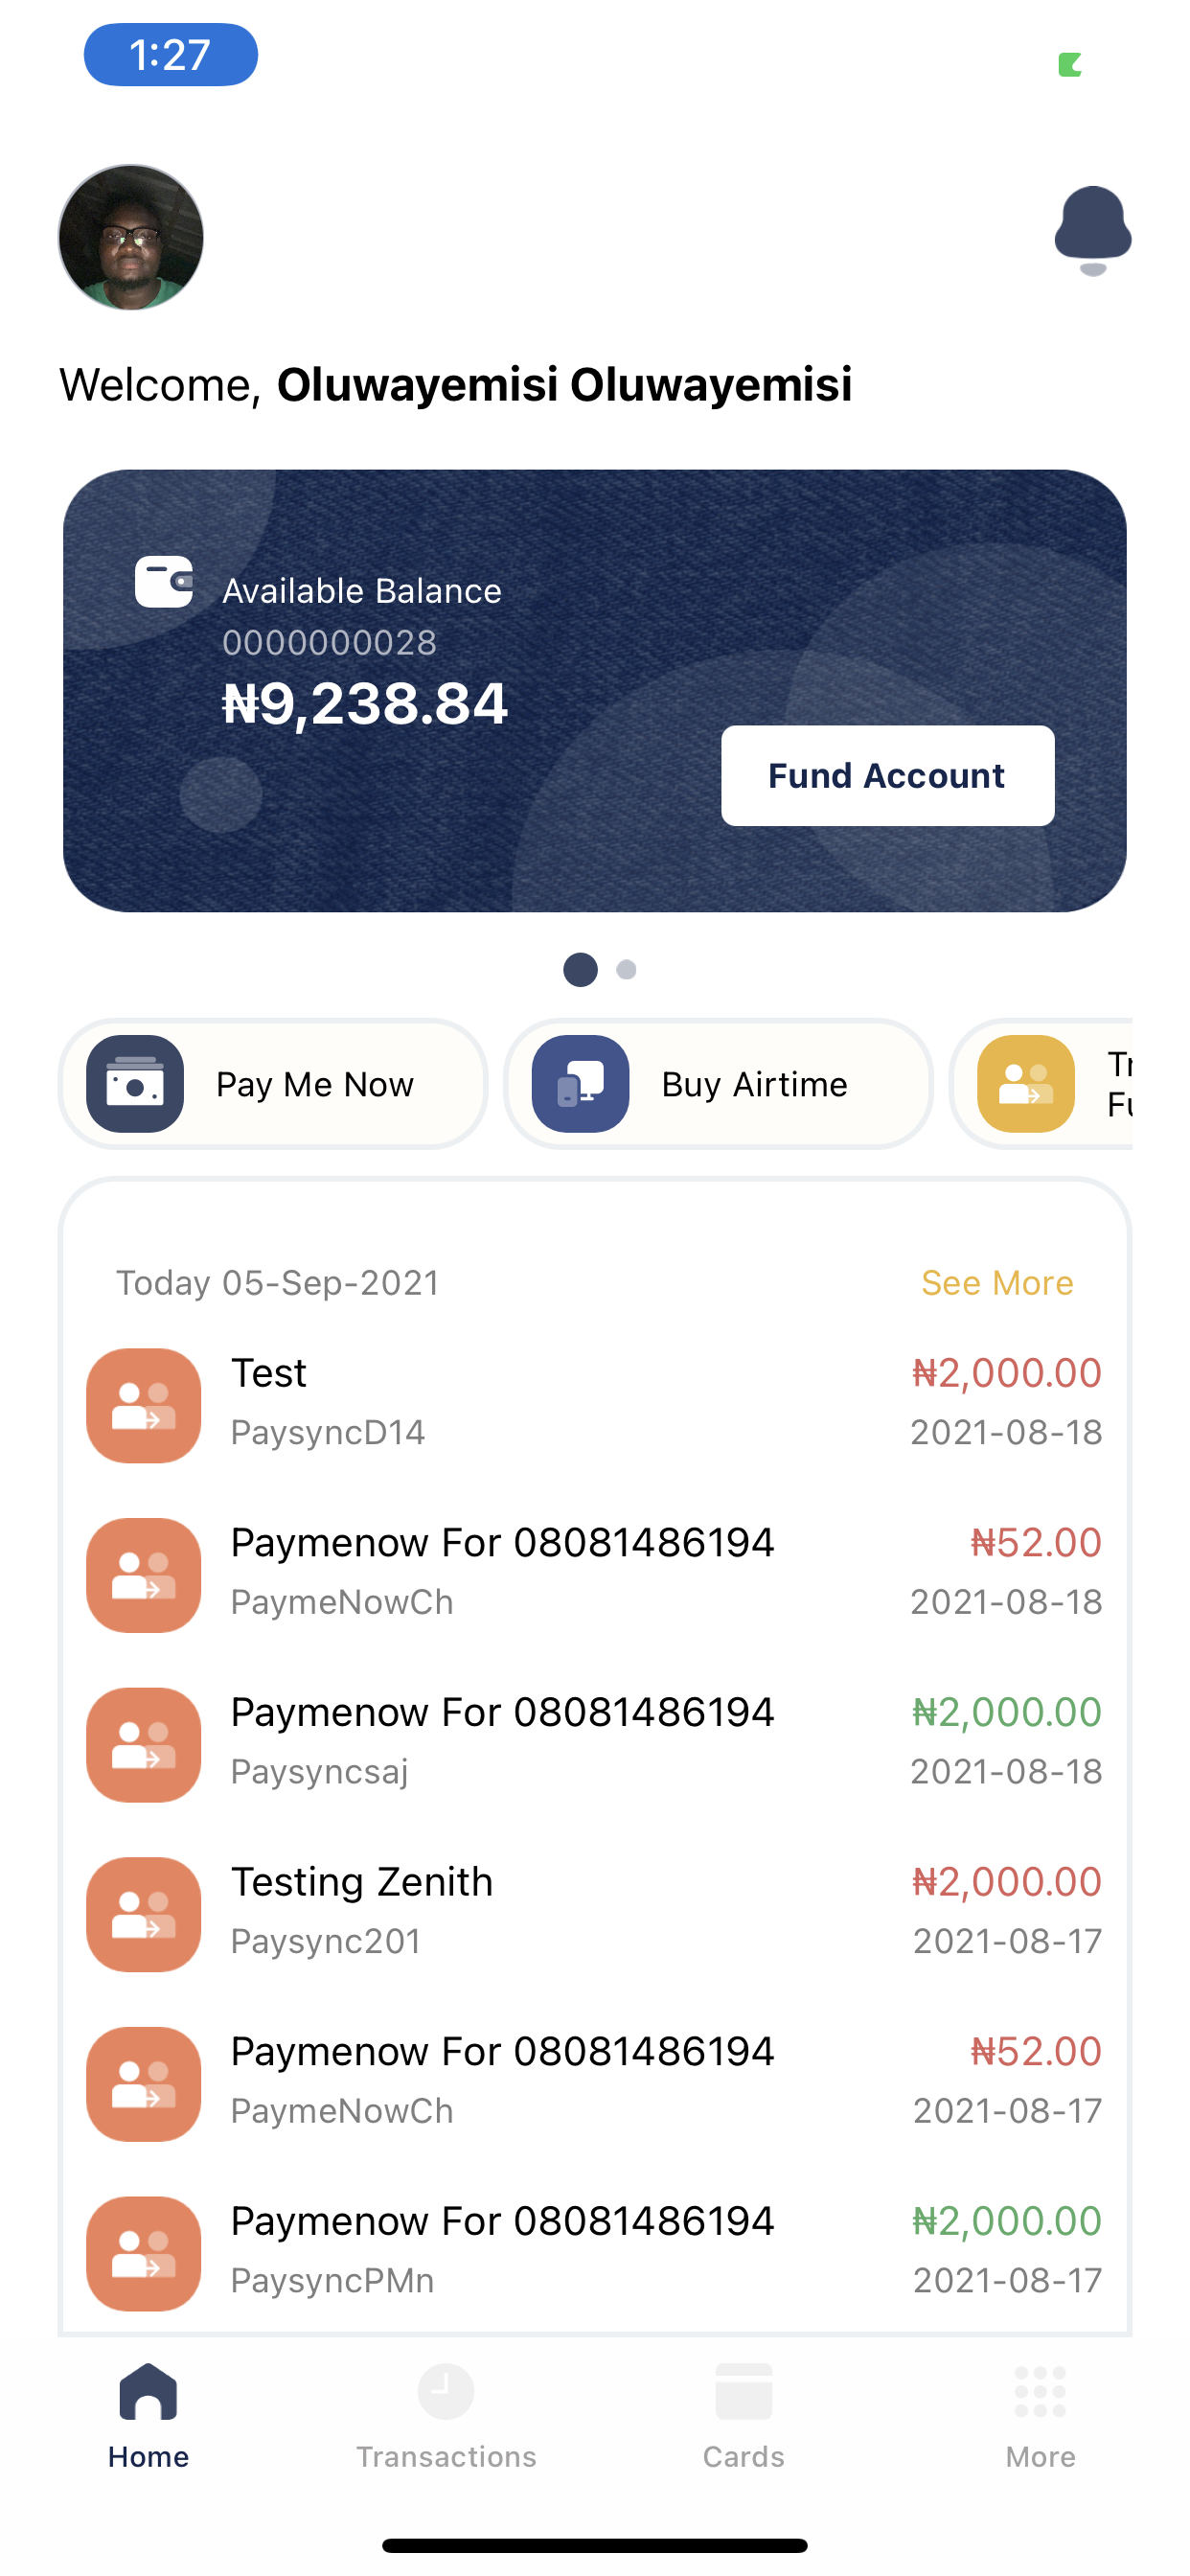 1:27
Welcome, Oluwayemisi Oluwayemisi
Available Balance
0000000028
₦9,238.84
Fund Account
Pay Me Now
Buy Airtime
Today 05-Sep-2021
See More
Test
₦2,000.00
PaysyncD14
2021-08-18
Paymenow For 08081486194
₦52.00
PaymeNowCh
2021-08-18
Paymenow For 08081486194
₦2,000.00
Paysyncsaj
2021-08-18
Testing Zenith
₦2,000.00
Paysync201
2021-08-17
Paymenow For 08081486194
₦52.00
PaymeNowCh
2021-08-17
Paymenow For 08081486194
₦2,000.00
PaysyncPMn
2021-08-17
Home
Transactions
Cards
More